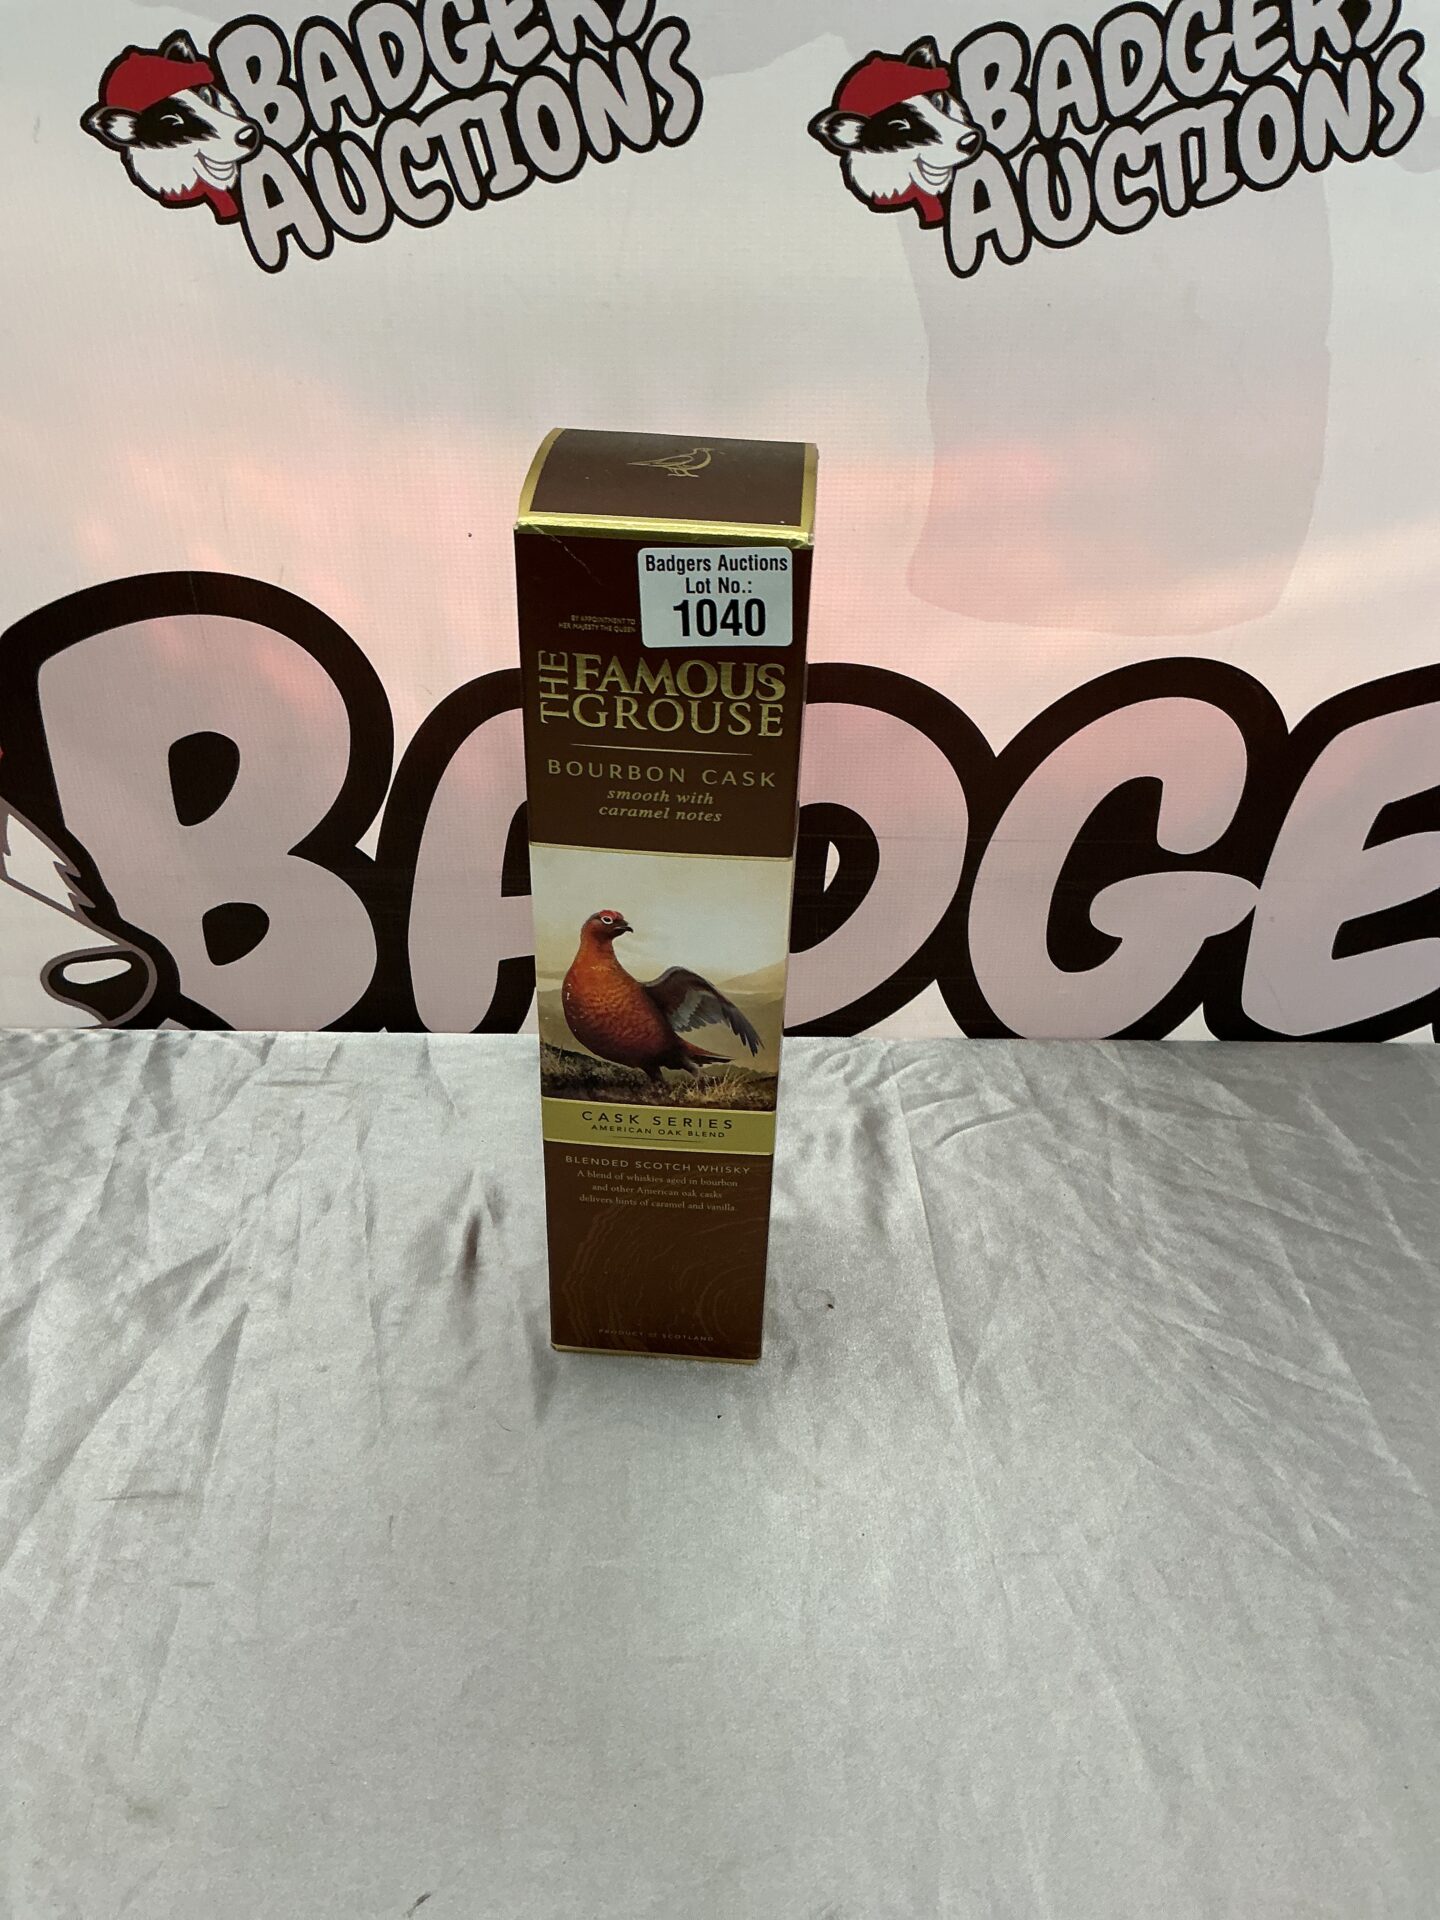 BADGERS
AUCTIONS
BADGERS
AUCTIONS
Badgers Auctions
Lot No.:
1040
BY APPOINTMENT TO
HER MAJESTY THE QUEEN
THE FAMOUS
GROUSE
BOURBON CASK
smooth with
caramel notes
BADGE
CASK SERIES
AMERICAN OAK BLEND
BLENDED SCOTCH WHISKY
A blend of whiskies aged in bourbon
and other American oak casks
delivers hints of caramel and vanilla.
PRODUCT OF SCOTLAND